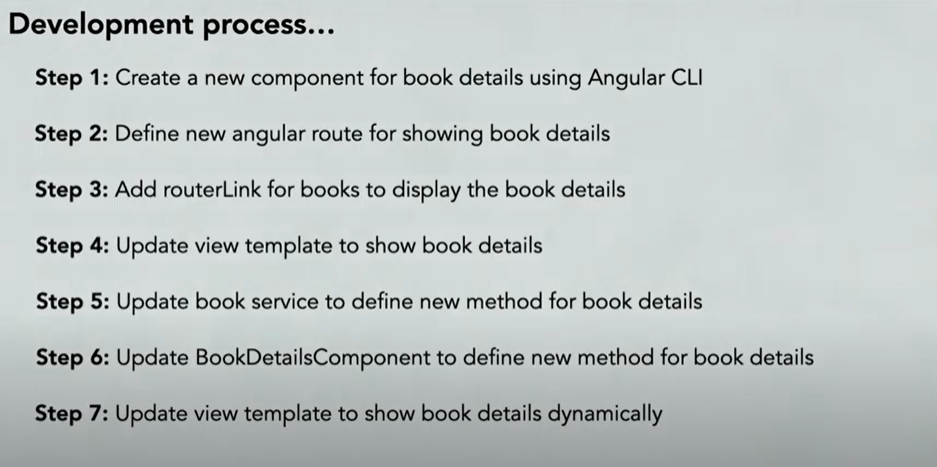 Development process...
Step 1: Create a new component for book details using Angular CLI
Step 2: Define new angular route for showing book details
Step 3: Add routerLink for books to display the book details
Step 4: Update view template to show book details
Step 5: Update book service to define new method for book details
Step 6: Update BookDetailsComponent to define new method for book details
Step 7: Update view template to show book details dynamically